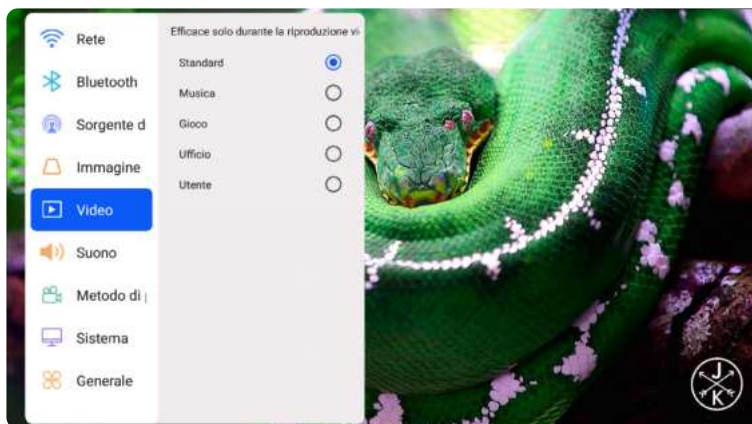 Rete
Bluetooth
Sorgente d
Immagine
Video
Suono
Metodo di
Sistema
Generale
Efficace solo durante la riproduzione vi
Standard
Musica
Gioco
Ufficio
Utente
J
K